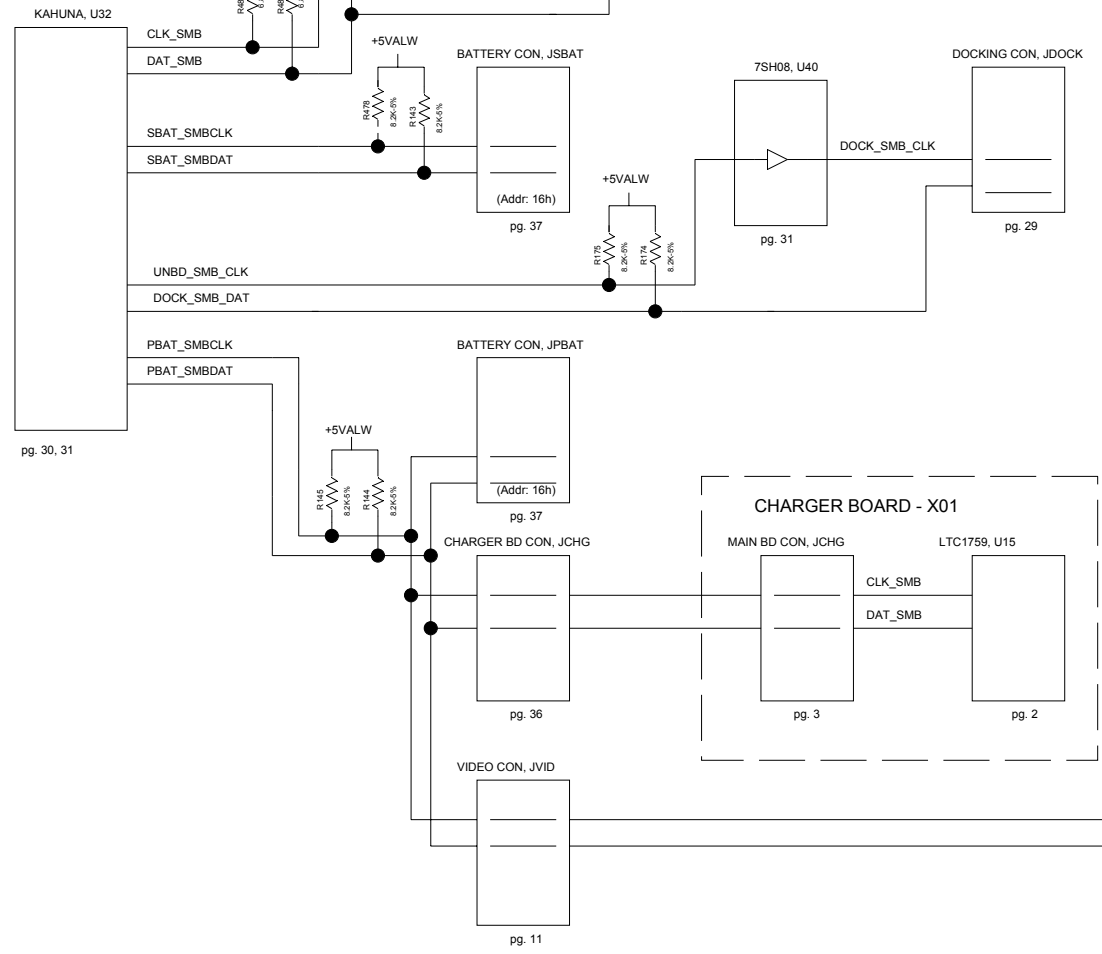 KAHUNA, U32
CLK_SMB
DAT_SMB
+5VALW
R478
8.2K-5%
R143
8.2K-5%
BATTERY CON, JSBAT
(Addr: 16h)
pg. 37
7SH08, U40
pg. 31
DOCKING CON, JDOCK
DOCK_SMB_CLK
pg. 29
SBAT_SMBCLK
SBAT_SMBDAT
+5VALW
R175
8.2K-5%
R174
8.2K-5%
UNBD_SMB_CLK
DOCK_SMB_DAT
PBAT_SMBCLK
PBAT_SMBDAT
pg. 30, 31
BATTERY CON, JPBAT
(Addr: 16h)
pg. 37
+5VALW
R145
8.2K-5%
R144
8.2K-5%
CHARGER BD CON, JCHG
pg. 36
CHARGER BOARD - X01
MAIN BD CON, JCHG
pg. 3
LTC1759, U15
CLK_SMB
DAT_SMB
pg. 2
VIDEO CON, JVID
pg. 11